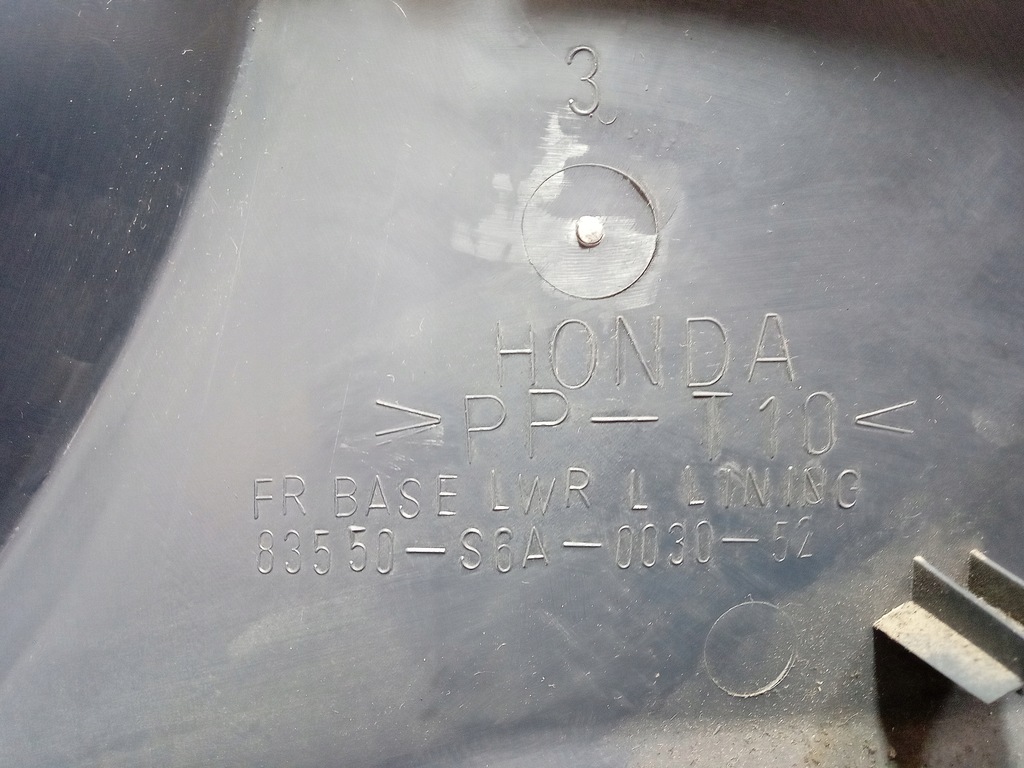 3
HONDA
>PP-T10<
FR BASE LWR L LINING
83550-S6A-0030-52